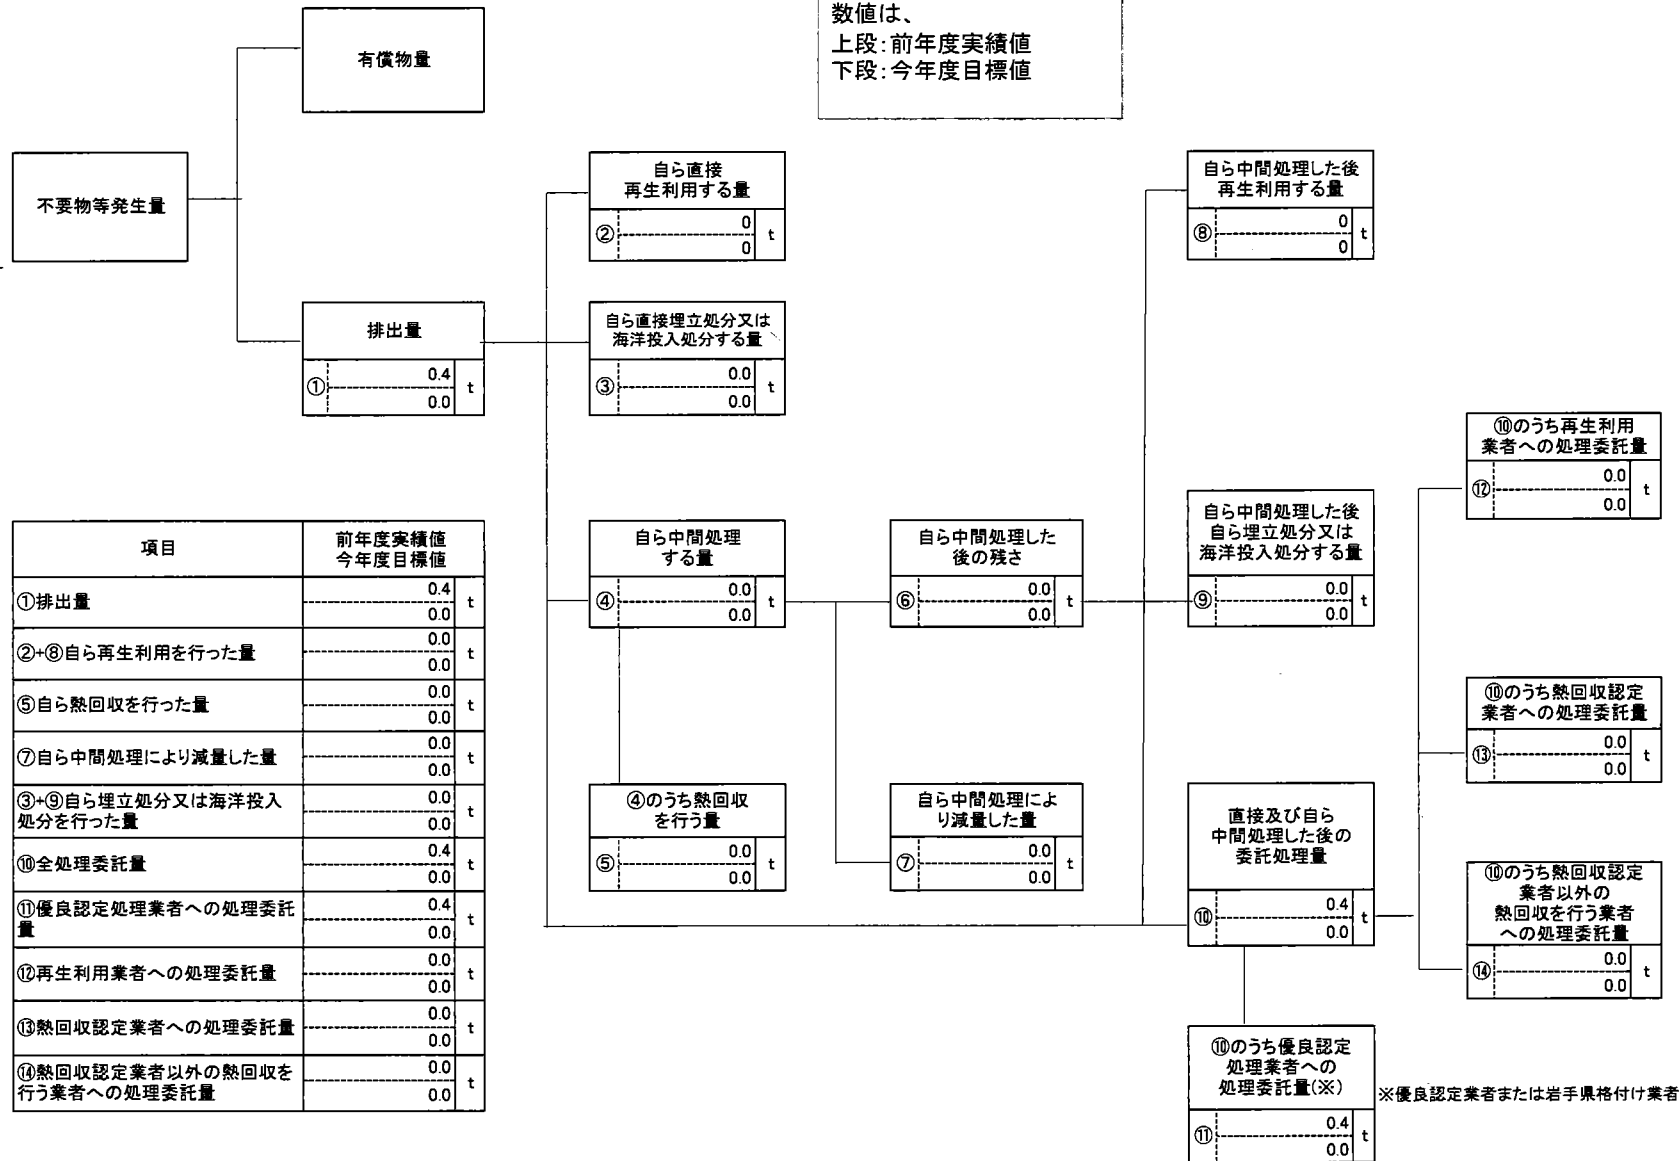 数値は、
上段:前年度実績値
下段:今年度目標値
有償物量
不要物等発生量
排出量
① 0.4 t
0.0
自ら直接
再生利用する量
② 0 t
0
自ら直接埋立処分又は
海洋投入処分する量
③ 0.0 t
0.0
自ら中間処理
する量
④ 0.0 t
0.0
④のうち熱回収
を行う量
⑤ 0.0 t
0.0
自ら中間処理した
後の残さ
⑥ 0.0 t
0.0
自ら中間処理によ
り減量した量
⑦ 0.0 t
0.0
自ら中間処理した後
再生利用する量
⑧ 0 t
0
自ら中間処理した後
自ら埋立処分又は
海洋投入処分する量
⑨ 0.0 t
0.0
直接及び自ら
中間処理した後の
委託処理量
⑩ 0.4 t
0.0
⑩のうち優良認定
処理業者への
処理委託量(※)
⑪ 0.4 t
0.0
※優良認定業者または岩手県格付け業者
⑩のうち再生利用
業者への処理委託量
⑫ 0.0 t
0.0
⑩のうち熱回収認定
業者への処理委託量
⑬ 0.0 t
0.0
⑩のうち熱回収認定
業者以外の
熱回収を行う業者
への処理委託量
⑭ 0.0 t
0.0
項目 前年度実績値
今年度目標値
①排出量 0.4 t
0.0
②+⑧自ら再生利用を行った量 0.0 t
0.0
⑤自ら熱回収を行った量 0.0 t
0.0
⑦自ら中間処理により減量した量 0.0 t
0.0
③+⑨自ら埋立処分又は海洋投入
処分を行った量 0.0 t
0.0
⑩全処理委託量 0.4 t
0.0
⑪優良認定処理業者への処理委託
量 0.4 t
0.0
⑫再生利用業者への処理委託量 0.0 t
0.0
⑬熱回収認定業者への処理委託量 0.0 t
0.0
⑭熱回収認定業者以外の熱回収を
行う業者への処理委託量 0.0 t
0.0